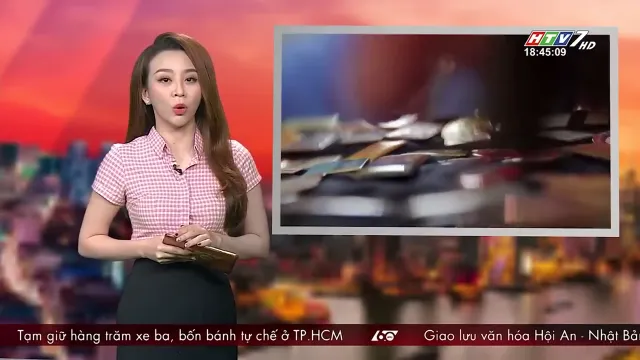 HTV7 HD
18:45:09
Tạm giữ hàng trăm xe ba, bốn bánh tự chế ở TP.HCM 60 Giao lưu văn hóa Hội An - Nhật Bả